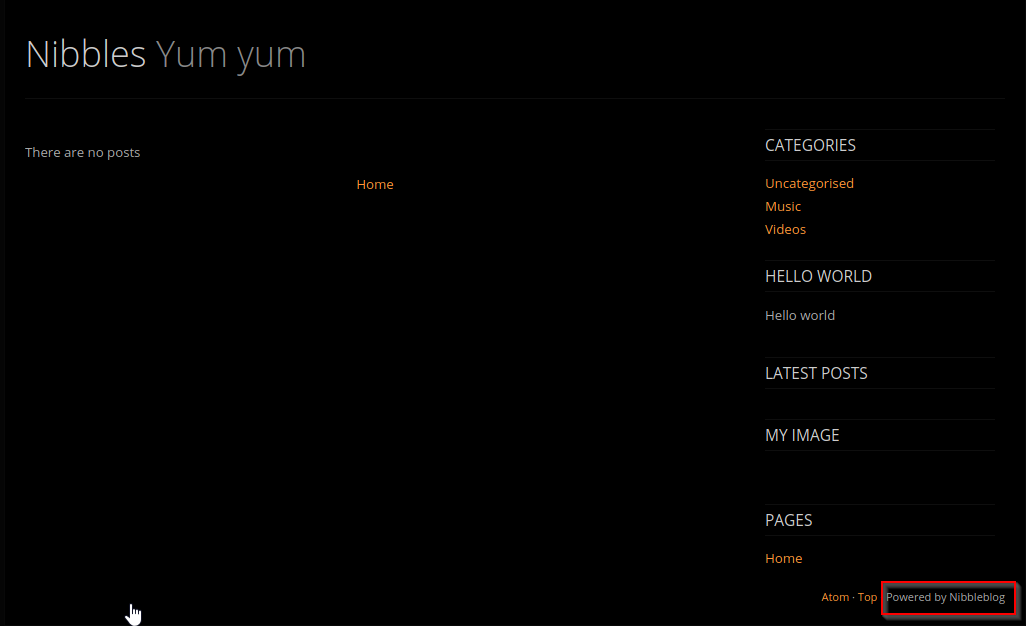 Nibbles Yum yum
There are no posts
Home
CATEGORIES
Uncategorised
Music
Videos
HELLO WORLD
Hello world
LATEST POSTS
MY IMAGE
PAGES
Home
Atom · Top Powered by Nibbleblog